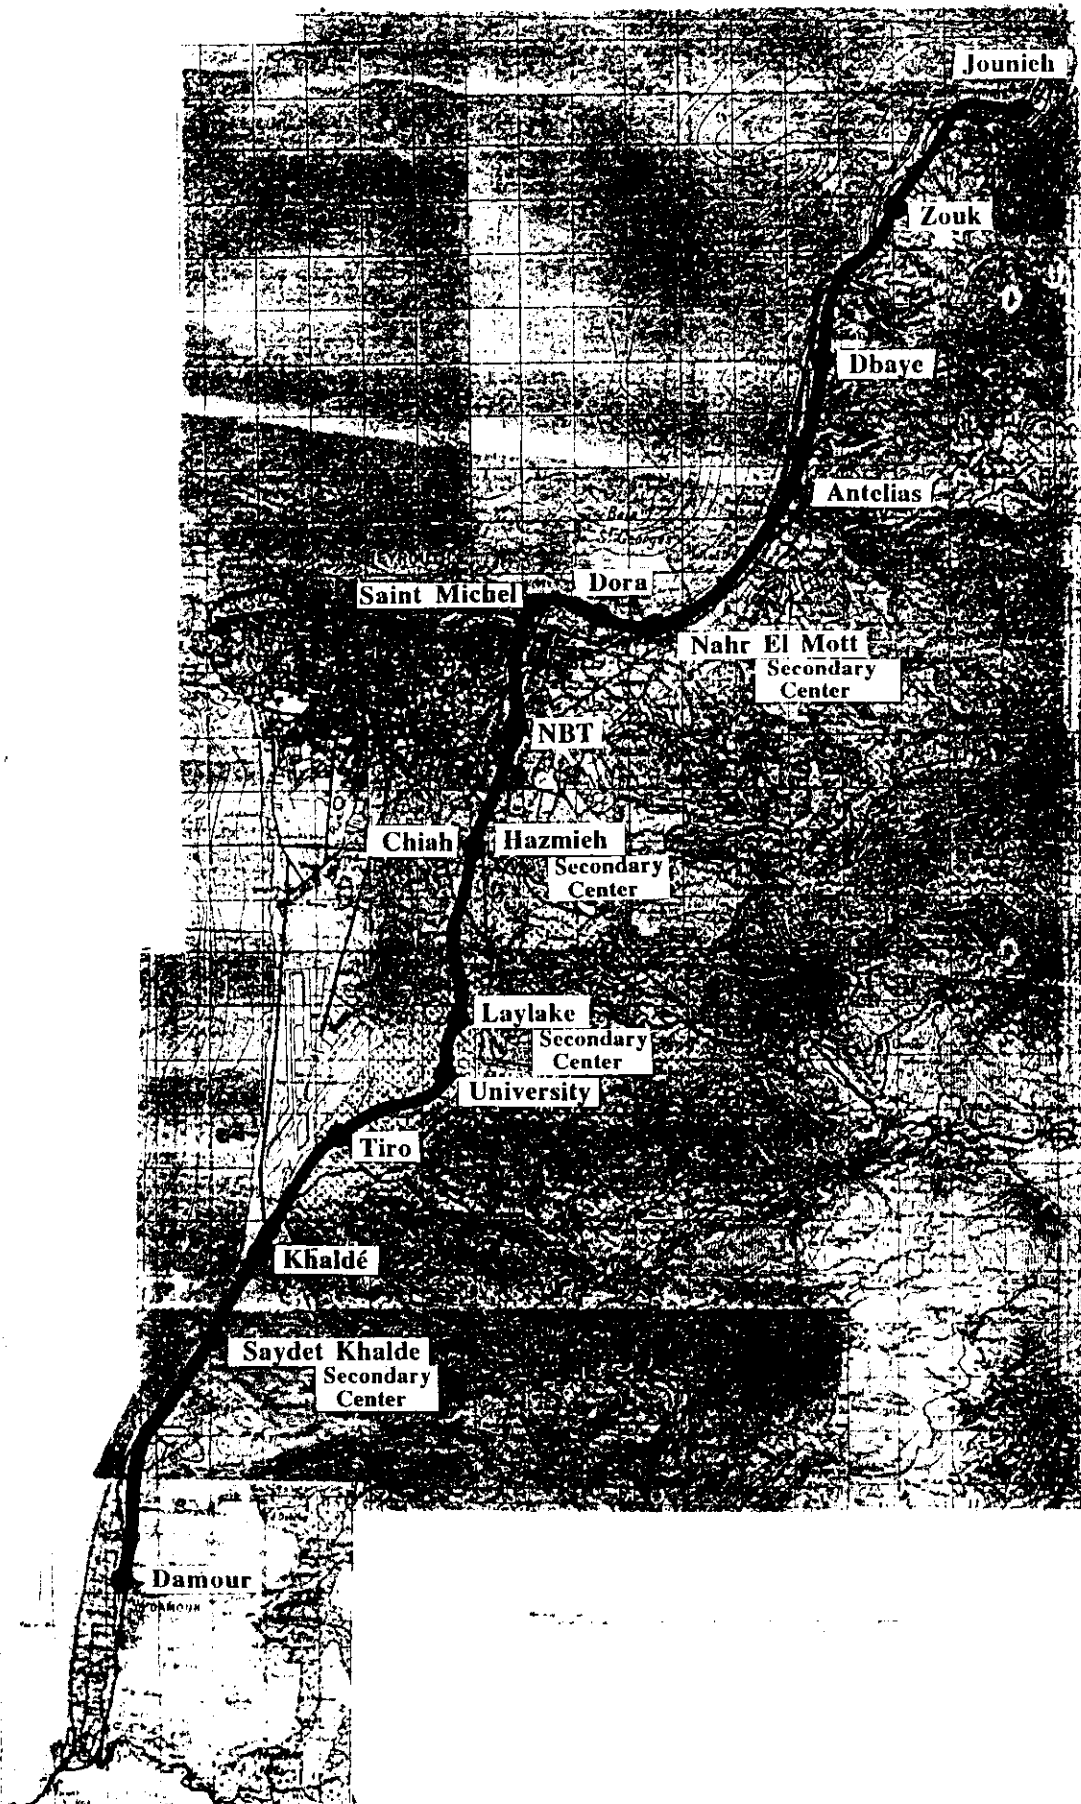 Jounieh
Zouk
Dbaye
Antelias
Dora
Saint Michel
Nahr El Mott
Secondary
Center
NBT
Chiah
Hazmieh
Secondary
Center
Laylake
Secondary
Center
University
Tiro
Khaldé
Saydet Khalde
Secondary
Center
Damour
DAMOUR